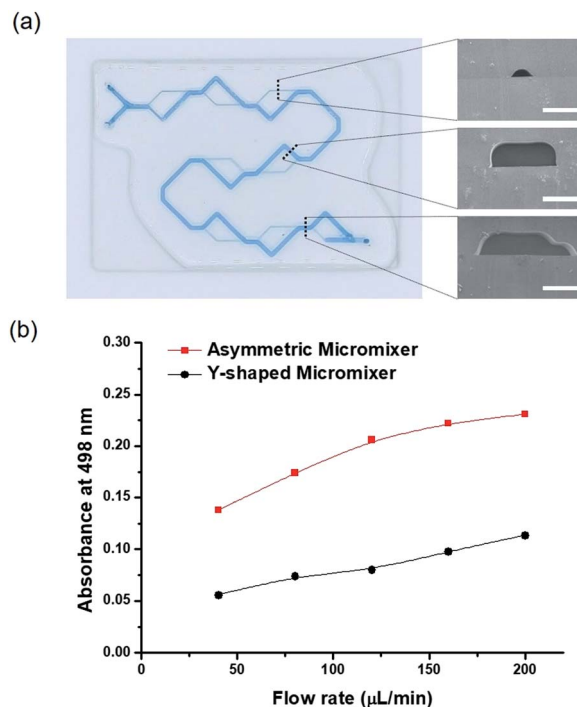 (a)
(b)
0.30
0.25
0.20
0.15
0.10
0.05
0.00
Absorbance at 498 nm
Asymmetric Micromixer
Y-shaped Micromixer
0
50
100
150
200
Flow rate (μL/min)